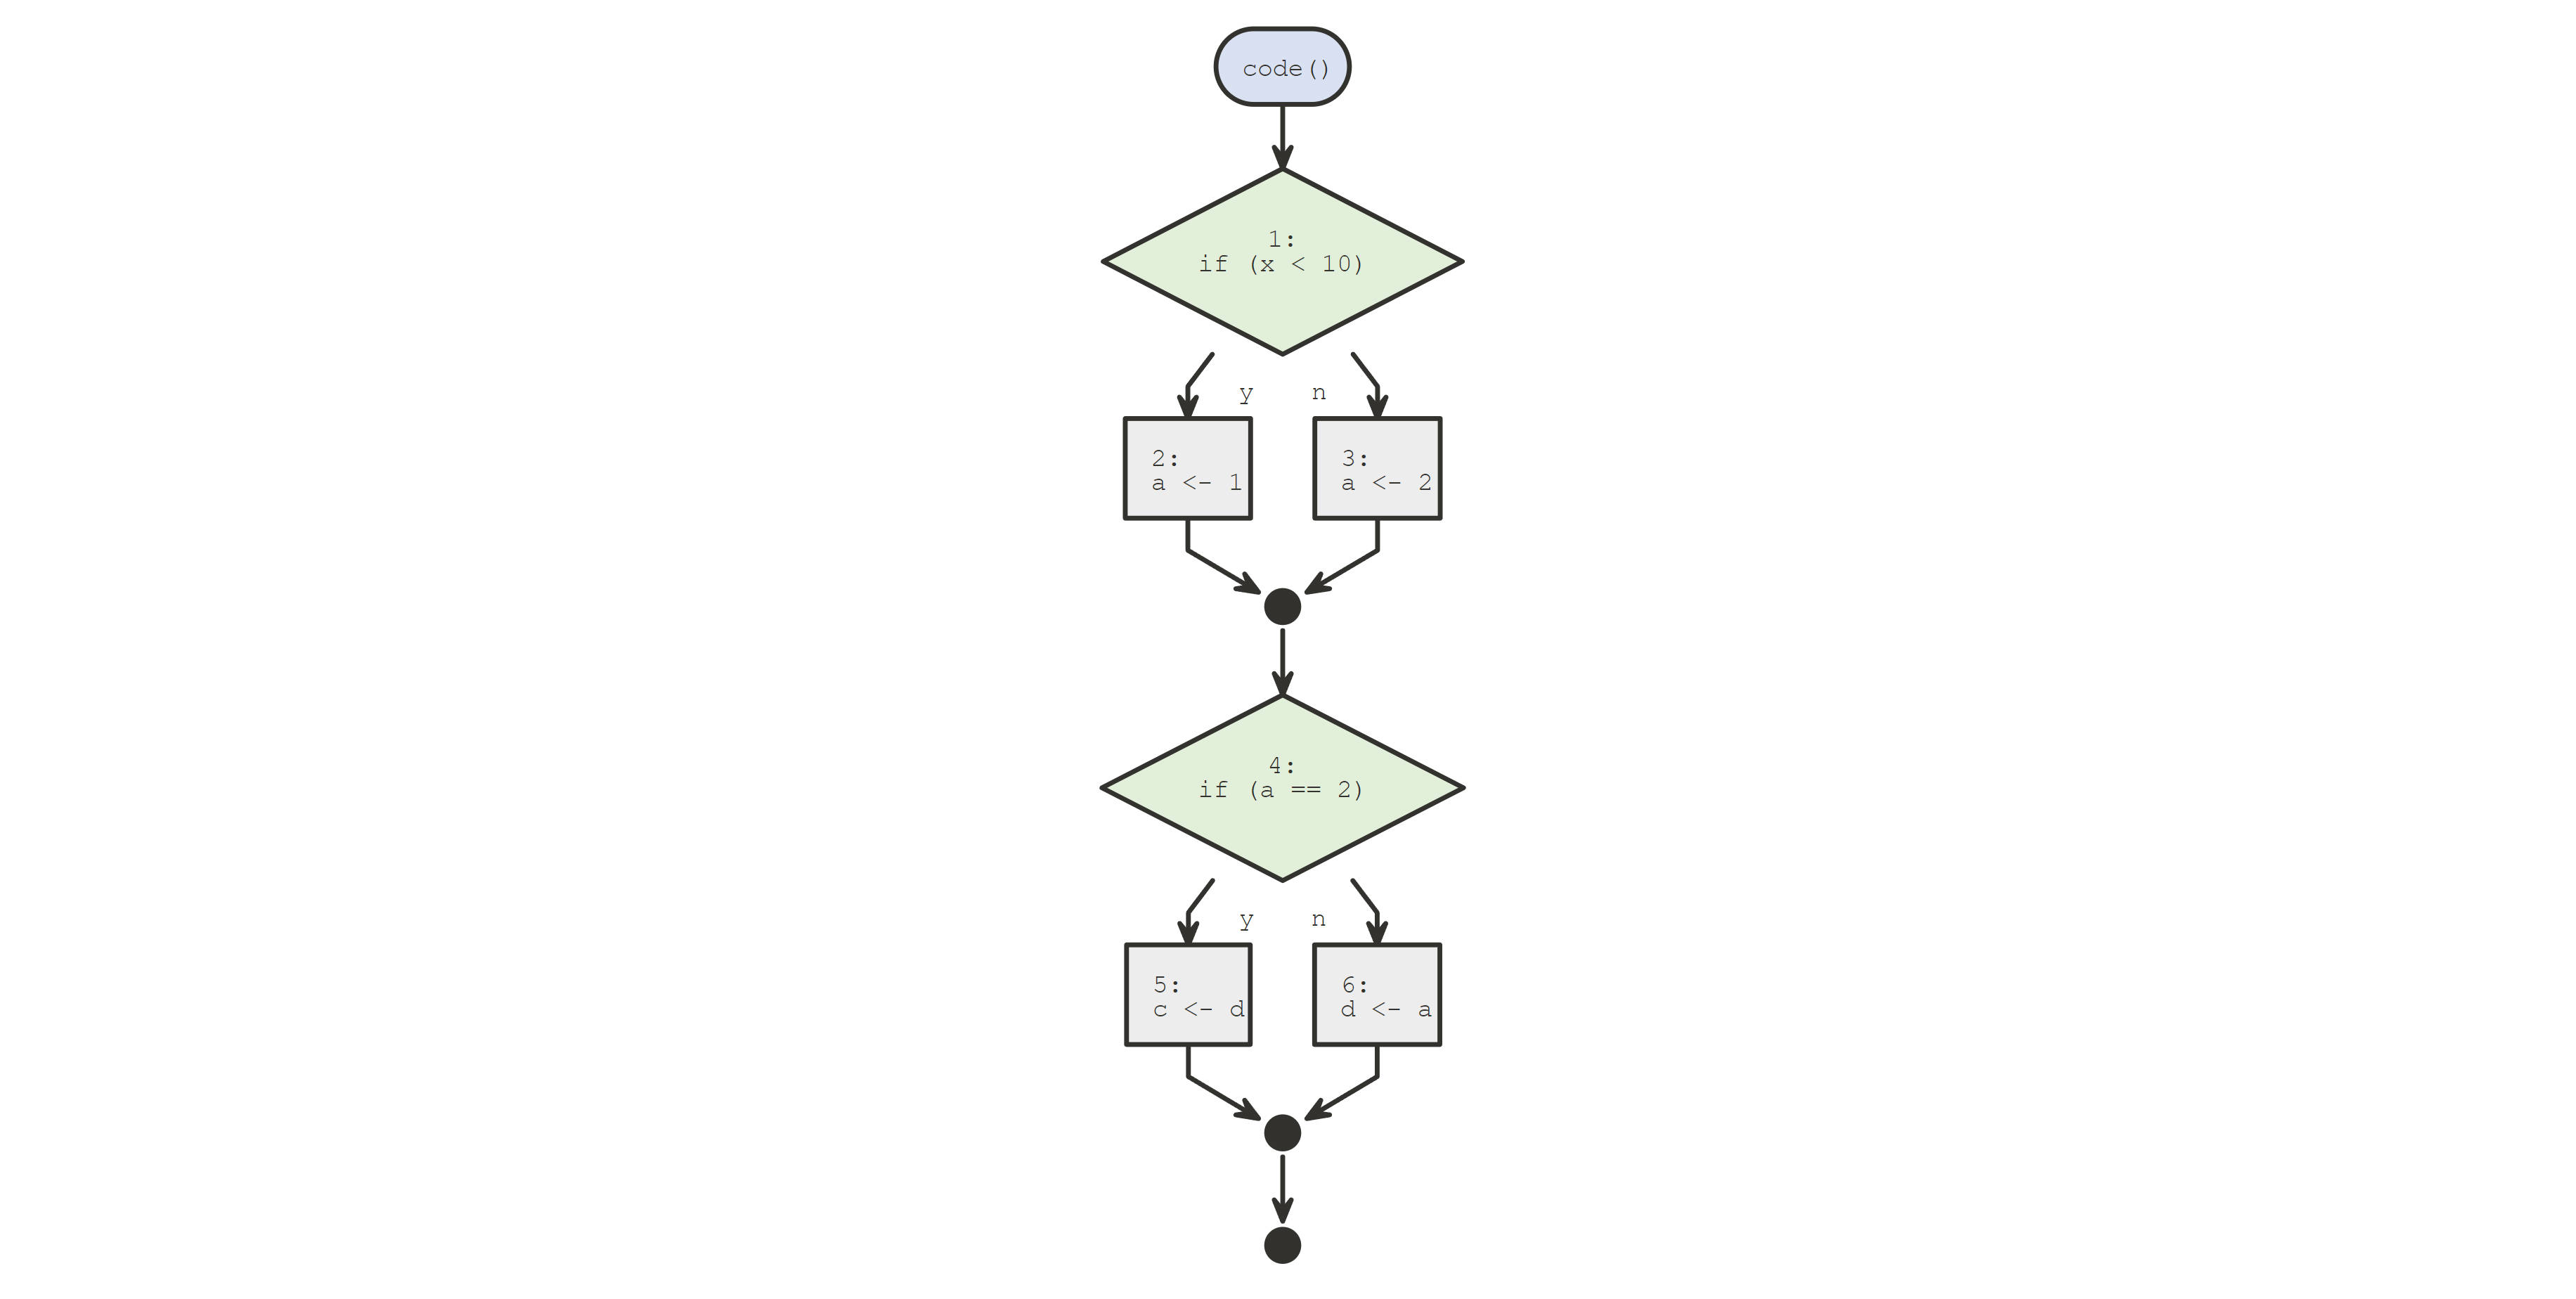 code()
1:
if (x < 10)
y
n
2:
a <- 1
3:
a <- 2
4:
if (a == 2)
y
n
5:
c <- d
6:
d <- a